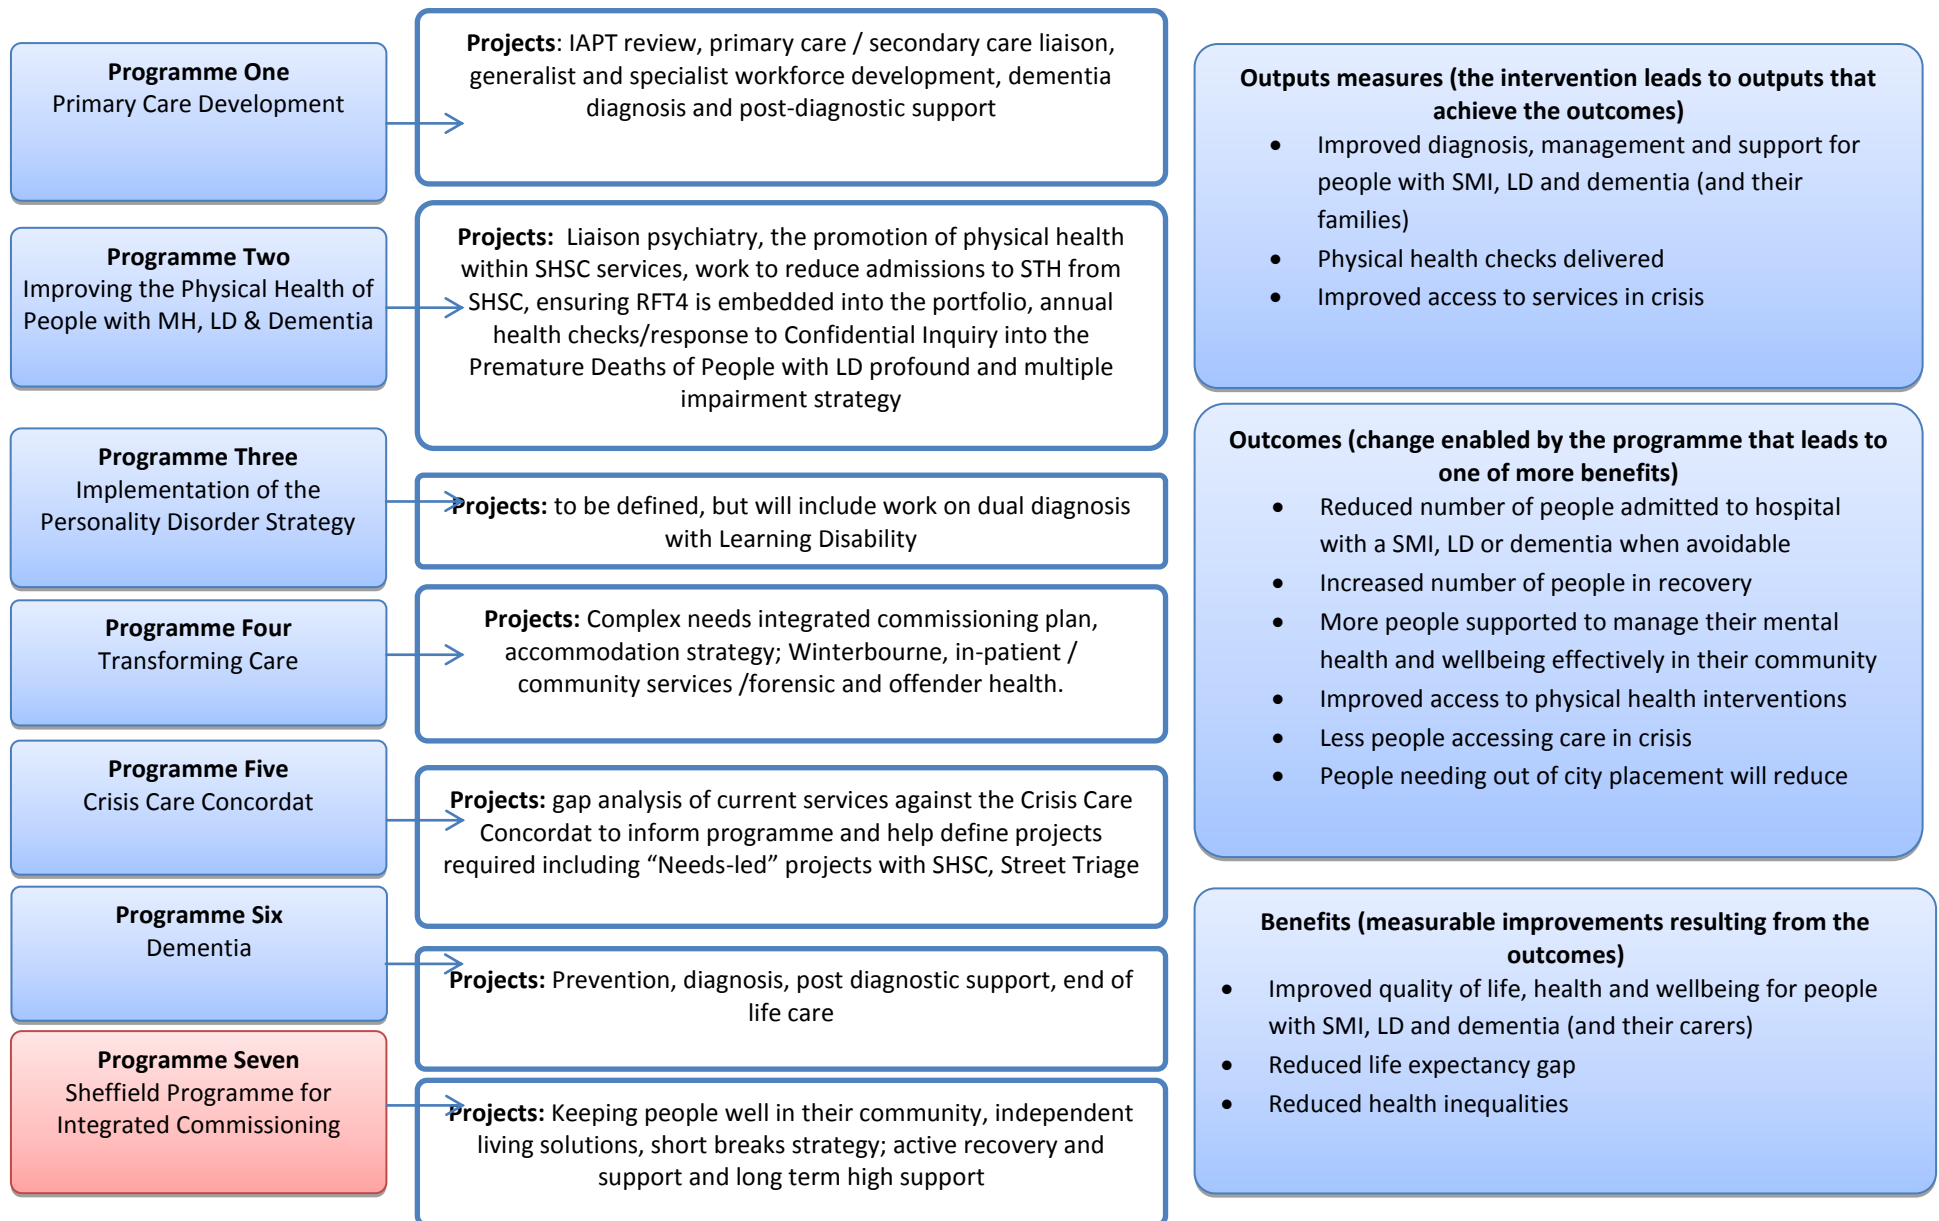 Programme One
Primary Care Development
Projects: IAPT review, primary care / secondary care liaison,
generalist and specialist workforce development, dementia
diagnosis and post-diagnostic support
Programme Two
Improving the Physical Health of
People with MH, LD & Dementia
Projects: Liaison psychiatry, the promotion of physical health
within SHSC services, work to reduce admissions to STH from
SHSC, ensuring RFT4 is embedded into the portfolio, annual
health checks/response to Confidential Inquiry into the
Premature Deaths of People with LD profound and multiple
impairment strategy
Programme Three
Implementation of the
Personality Disorder Strategy
Projects: to be defined, but will include work on dual diagnosis
with Learning Disability
Programme Four
Transforming Care
Projects: Complex needs integrated commissioning plan,
accommodation strategy; Winterbourne, in-patient /
community services /forensic and offender health.
Programme Five
Crisis Care Concordat
Projects: gap analysis of current services against the Crisis Care
Concordat to inform programme and help define projects
required including “Needs-led” projects with SHSC, Street Triage
Programme Six
Dementia
Projects: Prevention, diagnosis, post diagnostic support, end of
life care
Programme Seven
Sheffield Programme for
Integrated Commissioning
Projects: Keeping people well in their community, independent
living solutions, short breaks strategy; active recovery and
support and long term high support
Outputs measures (the intervention leads to outputs that
achieve the outcomes)
• Improved diagnosis, management and support for
people with SMI, LD and dementia (and their
families)
• Physical health checks delivered
• Improved access to services in crisis
Outcomes (change enabled by the programme that leads to
one of more benefits)
• Reduced number of people admitted to hospital
with a SMI, LD or dementia when avoidable
• Increased number of people in recovery
• More people supported to manage their mental
health and wellbeing effectively in their community
• Improved access to physical health interventions
• Less people accessing care in crisis
• People needing out of city placement will reduce
Benefits (measurable improvements resulting from the
outcomes)
• Improved quality of life, health and wellbeing for people
with SMI, LD and dementia (and their carers)
• Reduced life expectancy gap
• Reduced health inequalities